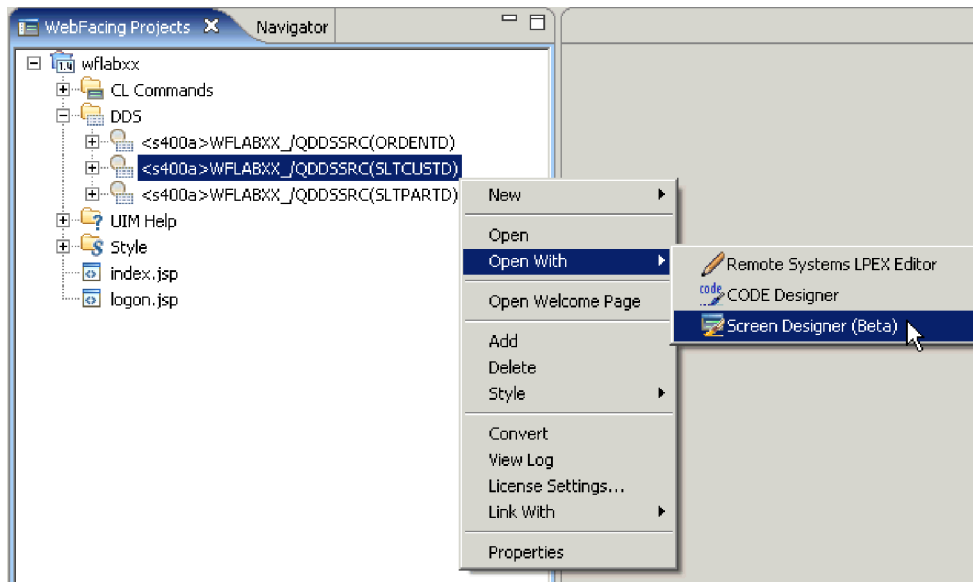 WebFacing Projects
Navigator
1.4 wflabxx
CL Commands
DDS
<s400a>WFLABXX_/QDDSSRC(ORDENTD)
<s400a>WFLABXX_/QDDSSRC(SLTCUSTD)
<s400a>WFLABXX_/QDDSSRC(SLTPARTD)
? UIM Help
S Style
index.jsp
logon.jsp
New
Open
Open With
Open Welcome Page
Add
Delete
Style
Convert
View Log
License Settings...
Link With
Properties
Remote Systems LPEX Editor
code CODE Designer
Screen Designer (Beta)